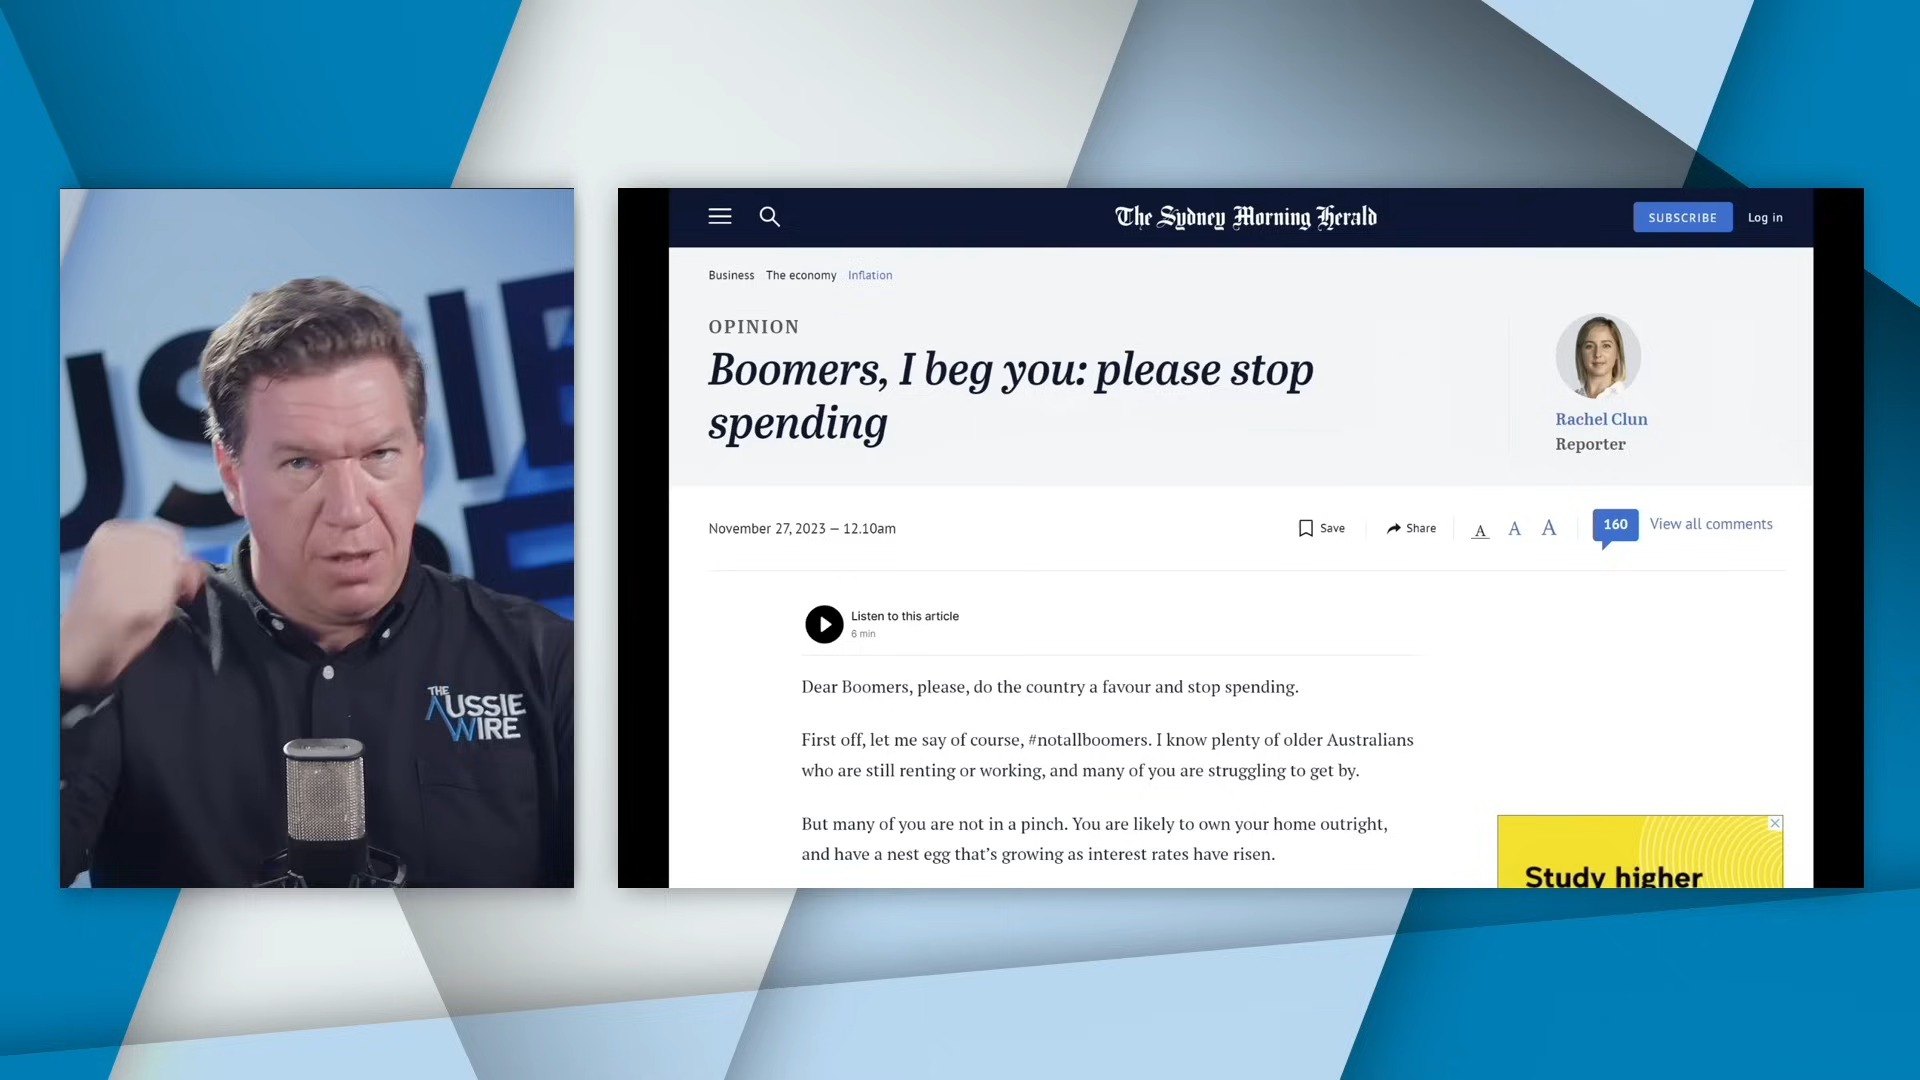 USSIE
THE
AUSSIE
WIRE
The Sydney Morning Herald
SUBSCRIBE
Log in
Business The economy Inflation
OPINION
Boomers, I beg you: please stop
spending
Rachel Clun
Reporter
November 27, 2023 — 12.10am
Save
Share
A A A
160
View all comments
Listen to this article
6 min
Dear Boomers, please, do the country a favour and stop spending.
First off, let me say of course, #notallboomers. I know plenty of older Australians
who are still renting or working, and many of you are struggling to get by.
But many of you are not in a pinch. You are likely to own your home outright,
and have a nest egg that's growing as interest rates have risen.
Study higher